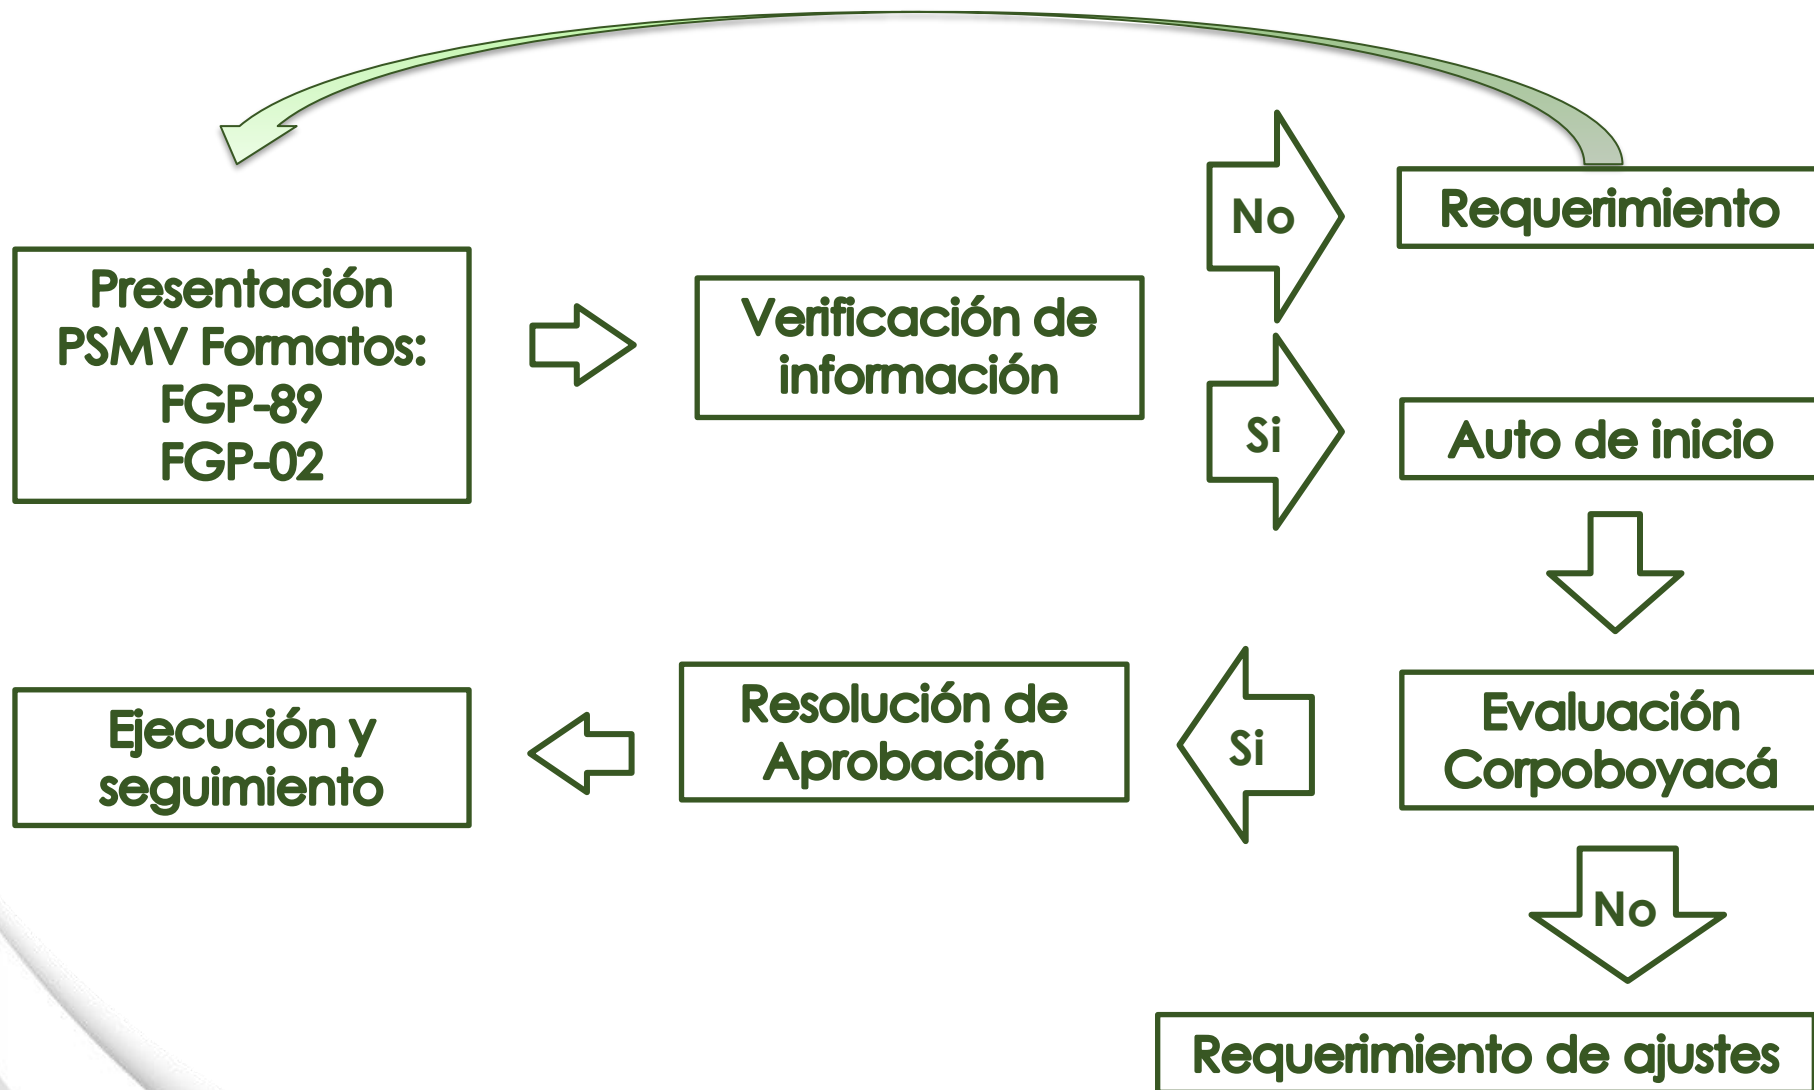 Presentación
PSMV Formatos:
FGP-89
FGP-02
Verificación de
información
No
Requerimiento
Si
Auto de inicio
Evaluación
Corpoboyacá
Si
Resolución de
Aprobación
Ejecución y
seguimiento
No
Requerimiento de ajustes